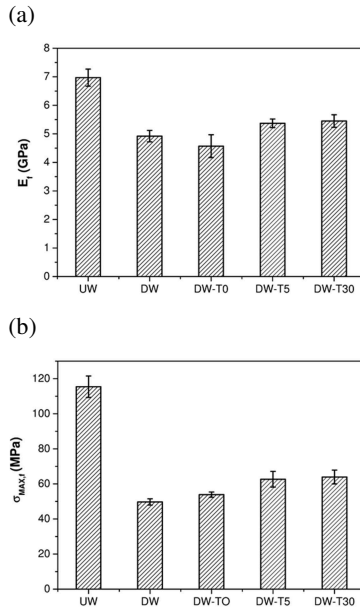 (a)
8
7
6
5
4
3
2
1
0
E_f (GPa)
UW DW DW-T0 DW-T5 DW-T30
(b)
120
100
80
60
40
20
0
σ_MAX,f (MPa)
UW DW DW-TO DW-T5 DW-T30